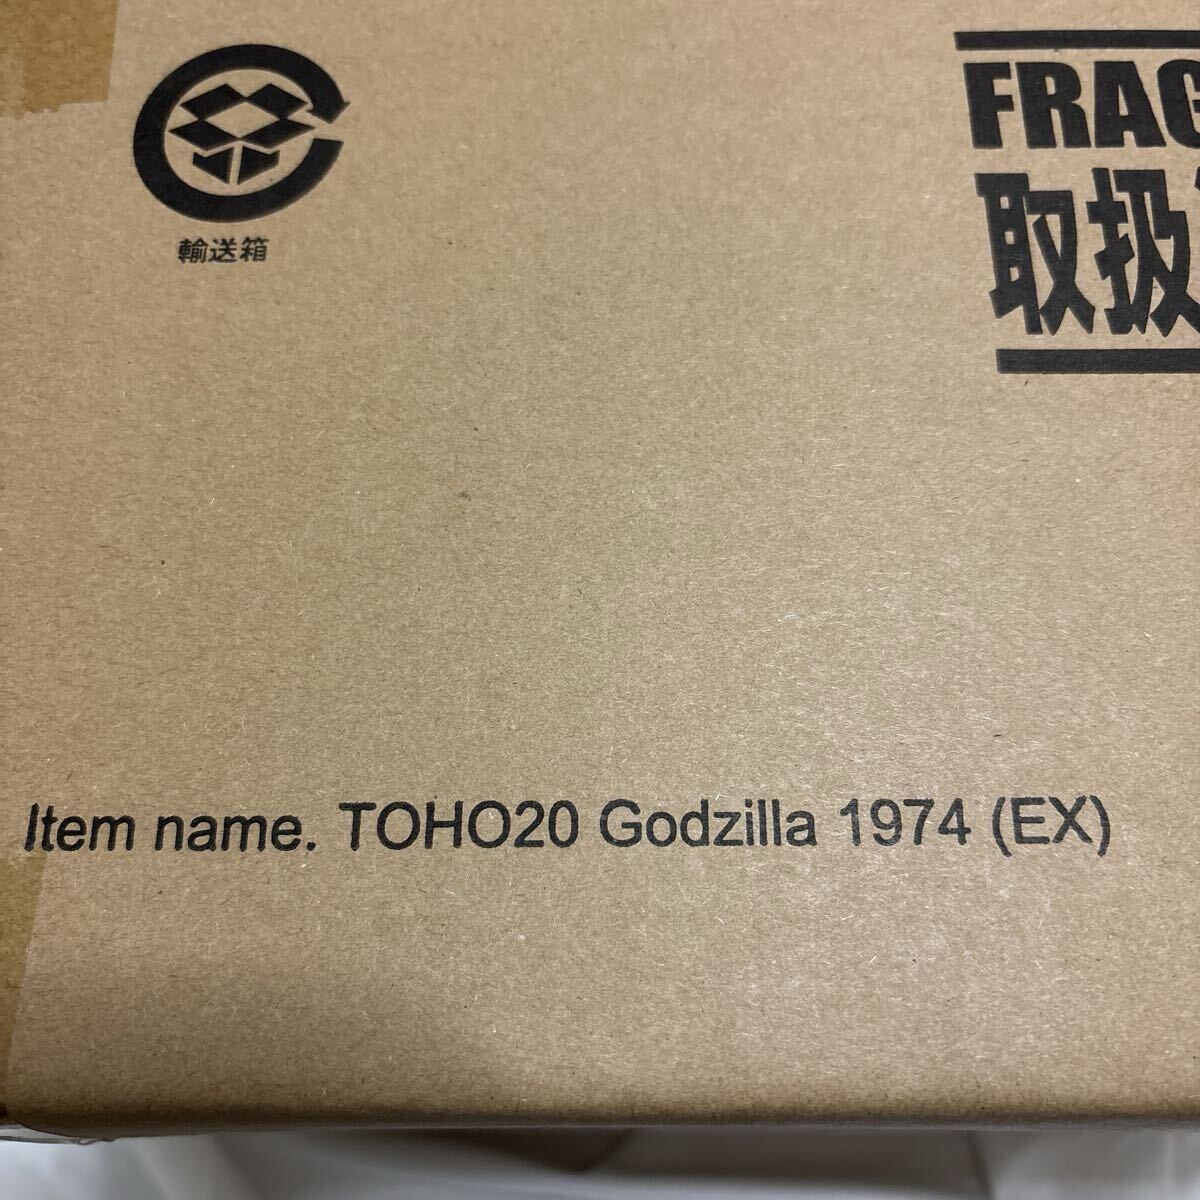 FRAG
取扱
輸送箱
Item name. TOHO20 Godzilla 1974 (EX)